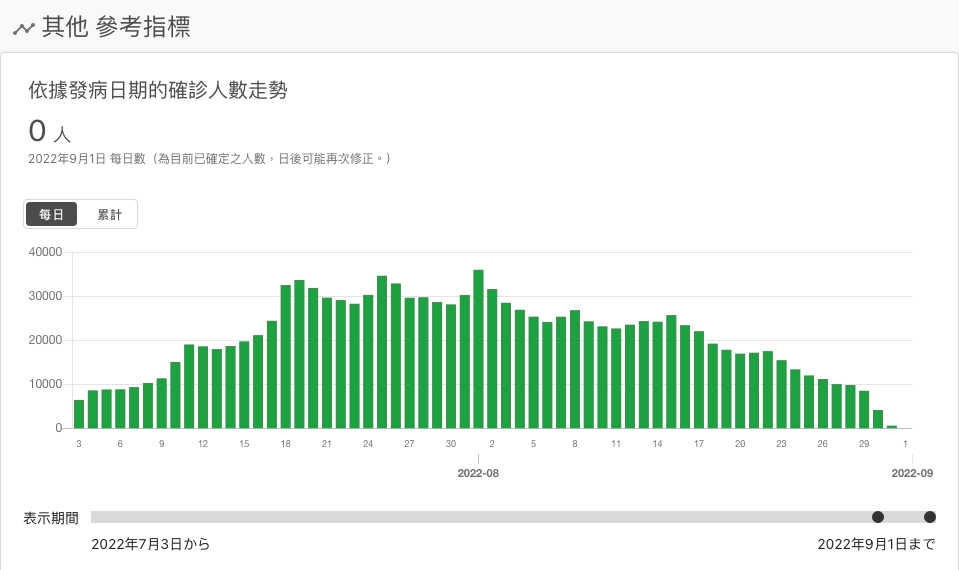 其他 參考指標
依據發病日期的確診人數走勢
0 人
2022年9月1日 每日數（為目前已確定之人數，日後可能再次修正。）
每日 累計
40000
30000
20000
10000
0
3 6 9 12 15 18 21 24 27 30 2 5 8 11 14 17 20 23 26 29 1
2022-08 2022-09
表示期間
2022年7月3日から 2022年9月1日まで